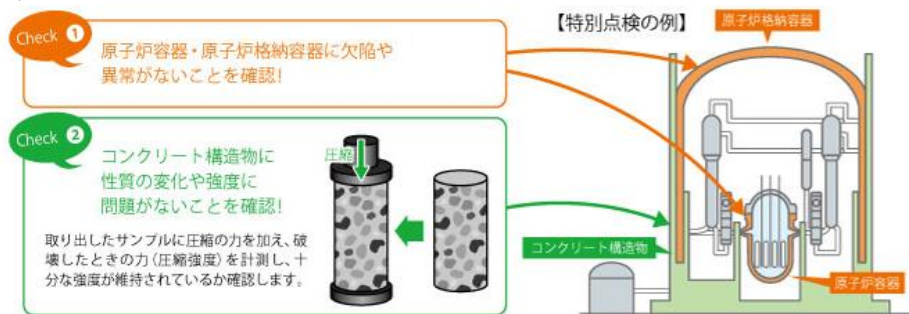 Check ①
原子炉容器・原子炉格納容器に欠陥や
異常がないことを確認!
Check ②
コンクリート構造物に
性質の変化や強度に
問題がないことを確認!
取り出したサンプルに圧縮の力を加え、破
壊したときの力(圧縮強度)を計測し、十
分な強度が維持されているか確認します。
圧縮
【特別点検の例】
原子炉格納容器
コンクリート構造物
原子炉容器